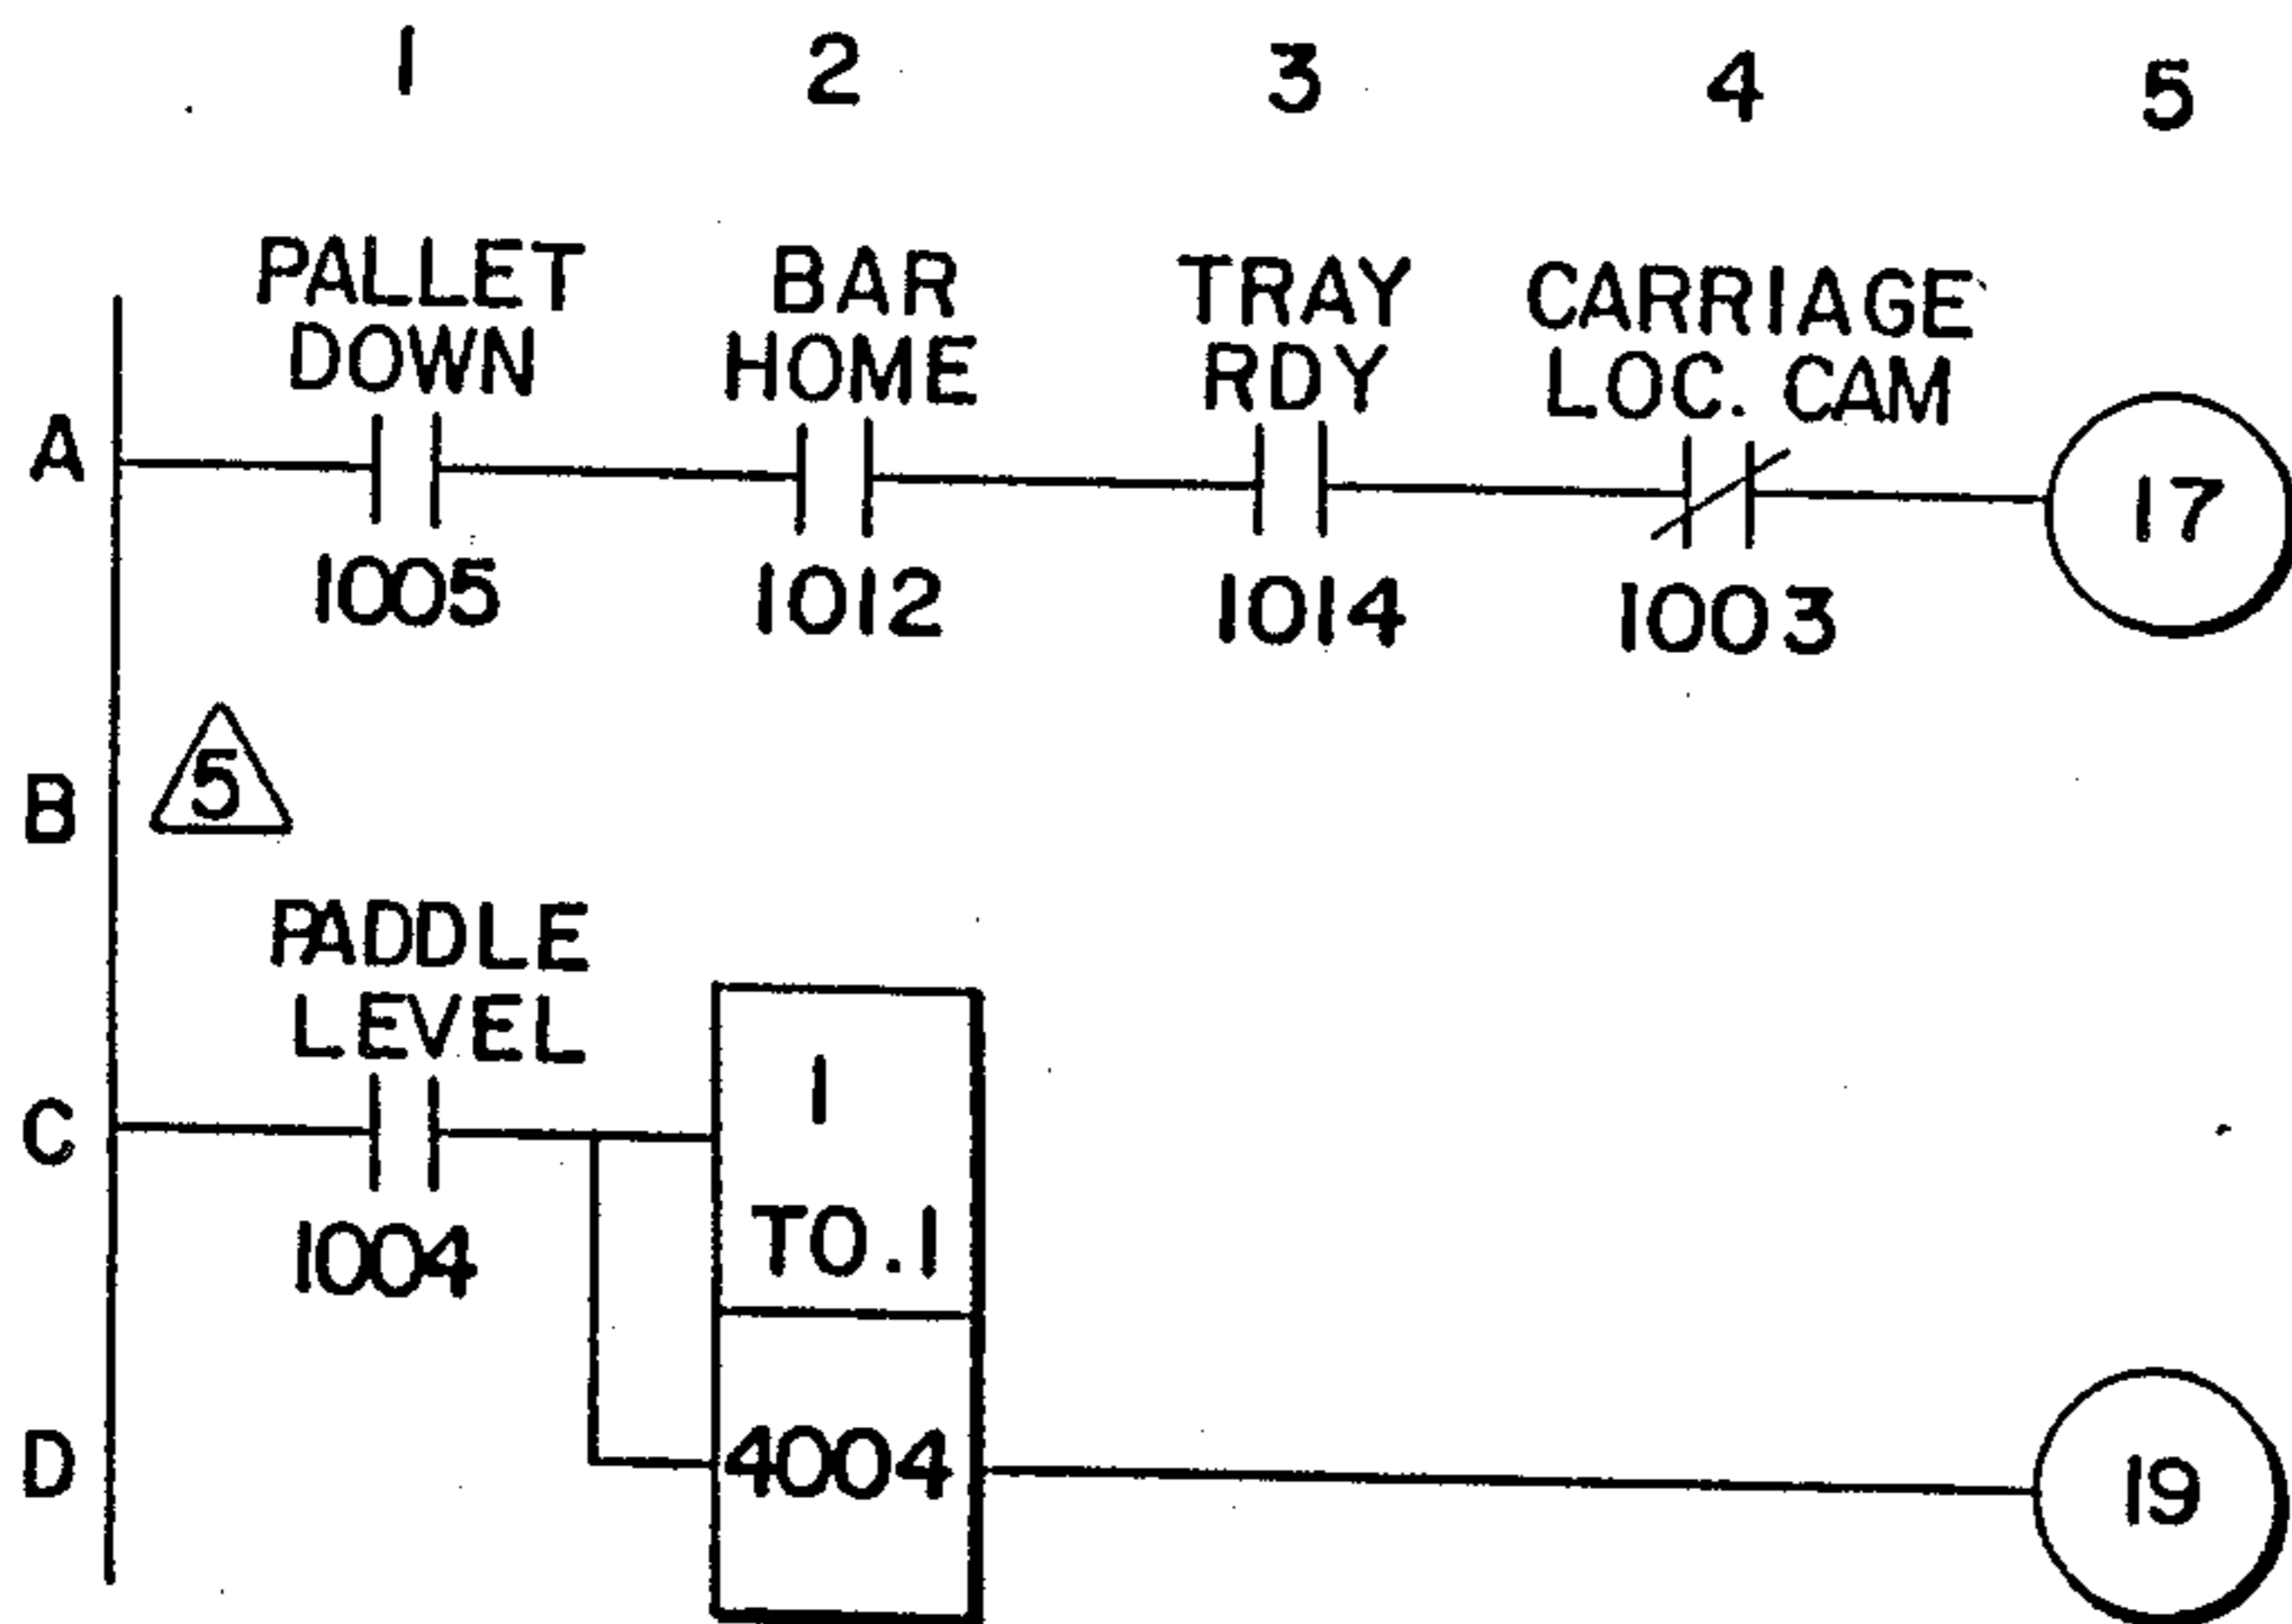 1 2 3 4 5
PALLET DOWN
BAR HOME
TRAY RDY
CARRIAGE LOC. CAM
A
17
1005 1012 1014 1003
B
5
PADDLE LEVEL
C
1
1004
TO.1
D
4004
19